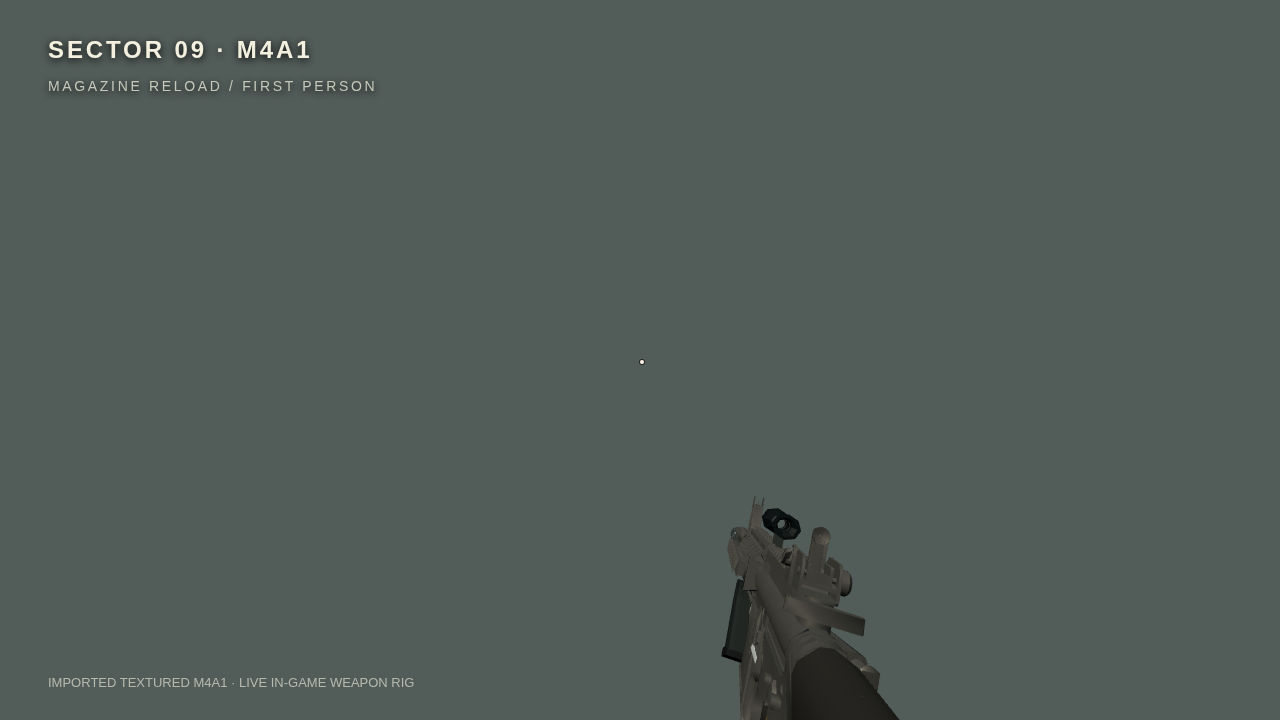 SECTOR 09 · M4A1
MAGAZINE RELOAD / FIRST PERSON
IMPORTED TEXTURED M4A1 · LIVE IN-GAME WEAPON RIG